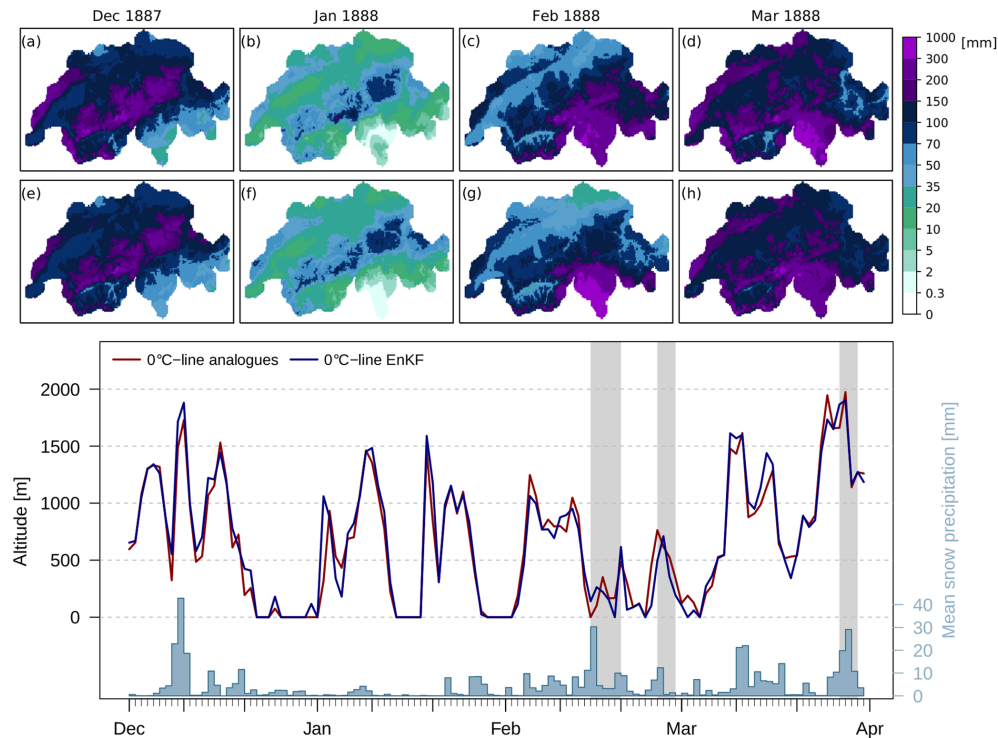 Dec 1887 Jan 1888 Feb 1888 Mar 1888
(a) (b) (c) (d)
(e) (f) (g) (h)
1000 [mm]
300
200
150
100
70
50
35
20
10
5
2
0.3
0
0°C−line analogues 0°C−line EnKF
Altitude [m]
2000
1500
1000
500
0
Mean snow precipitation [mm]
40
30
20
10
0
Dec Jan Feb Mar Apr